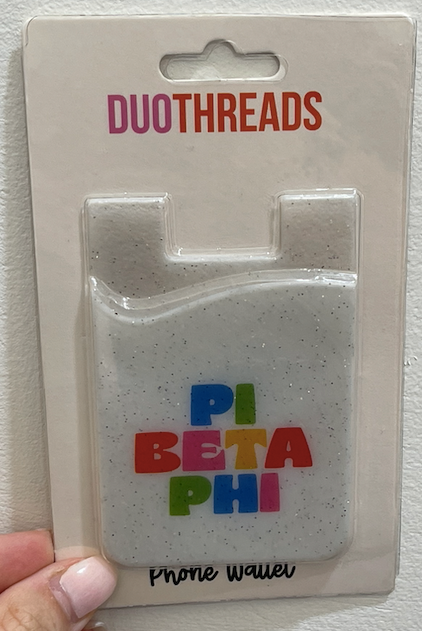 DUOTHREADS
PI
BETA
PHI
Phone Wallet